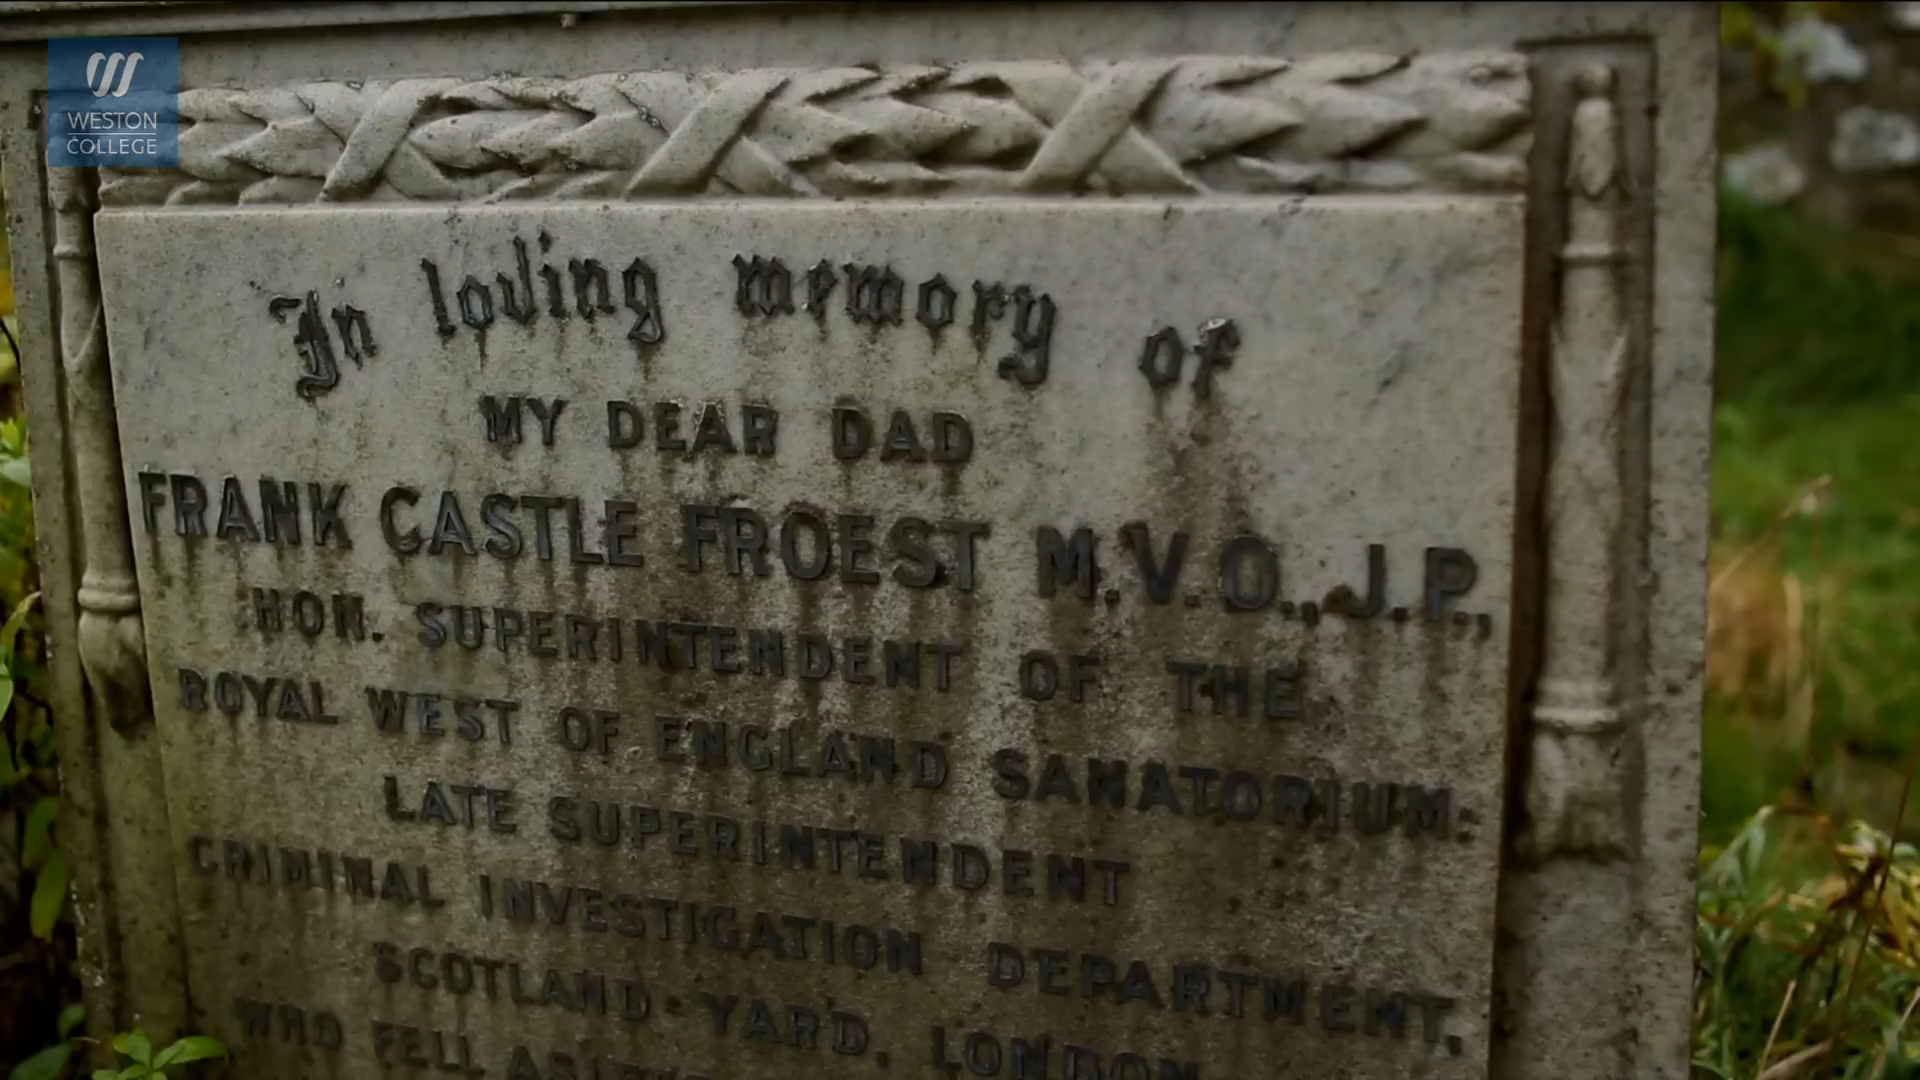 WESTON
COLLEGE
In loving memory of
MY DEAR DAD
FRANK CASTLE FROEST M.V.O., J.P.,
HON. SUPERINTENDENT OF THE
ROYAL WEST OF ENGLAND SANATORIUM:
LATE SUPERINTENDENT
CRIMINAL INVESTIGATION DEPARTMENT,
SCOTLAND YARD, LONDON
WHO FELL